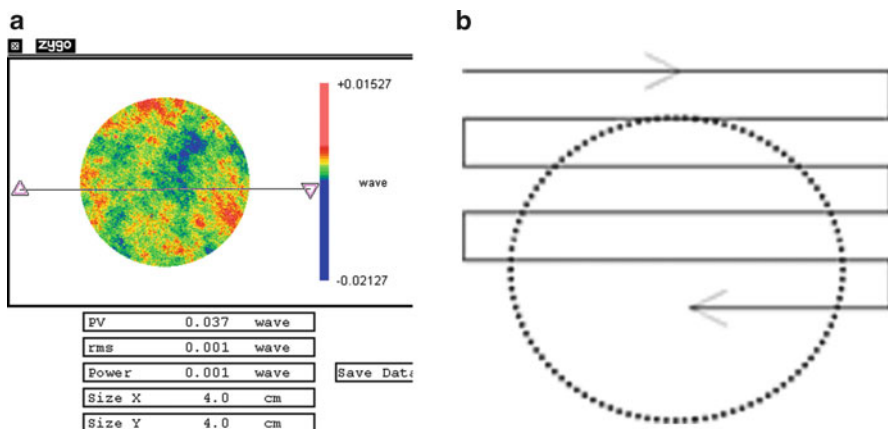 a
b
zygo
+0.01527
wave
-0.02127
PV 0.037 wave
rms 0.001 wave
Power 0.001 wave
Save Data
Size X 4.0 cm
Size Y 4.0 cm